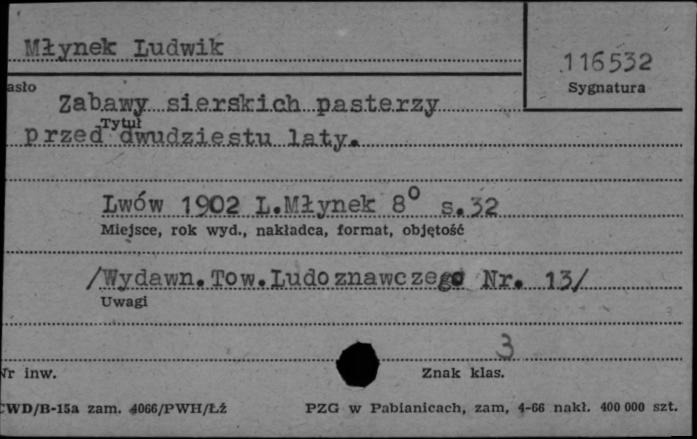 Młynek Ludwik
116532
asło
Sygnatura
Zabawy sierskich pasterzy
Tytuł
przed dwudziestu laty.
Lwów 1902 L.Młynek 8° s.32
Miejsce, rok wyd., nakładca, format, objętość
/Wydawn.Tow.Ludoznawczego Nr. 13/
Uwagi
3
Nr inw.
Znak klas.
CWD/B-15a zam. 4066/PWH/Łź PZG w Pabianicach, zam, 4-66 nakł. 400 000 szt.